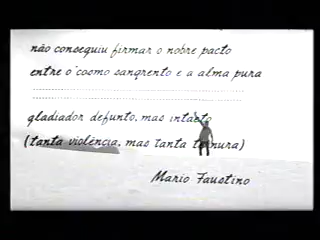 não conseguiu firmar o nobre pacto
entre o cosmo sangrento e a alma pura
gladiador defunto, mas intacto
(tanta violência, mas tanta ternura)
Mario Faustino